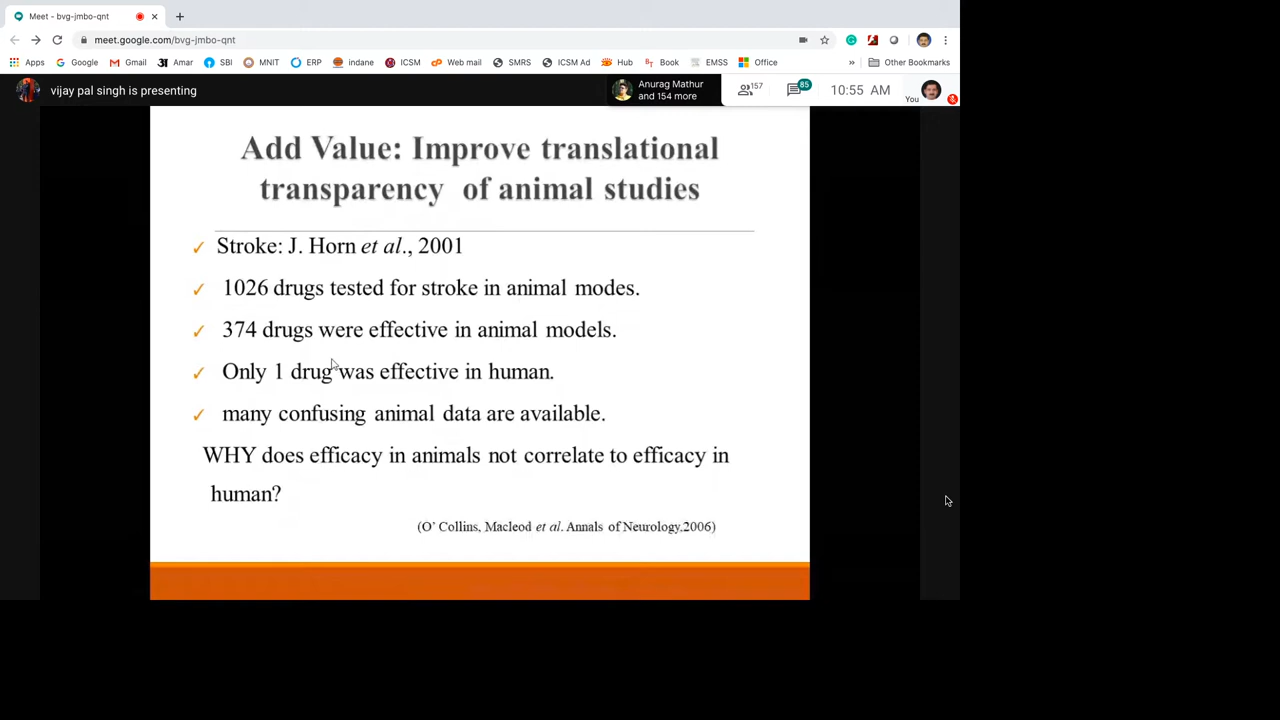 Meet - bvg-jmbo-qnt
meet.google.com/bvg-jmbo-qnt
Apps Google Gmail Amar SBI MNIT ERP indane ICSM Web mail SMRS ICSM Ad Hub Book EMSS Office » Other Bookmarks
vijay pal singh is presenting
Anurag Mathur
and 154 more
157
85
10:55 AM
You
Add Value: Improve translational
transparency of animal studies
✓ Stroke: J. Horn et al., 2001
✓ 1026 drugs tested for stroke in animal modes.
✓ 374 drugs were effective in animal models.
✓ Only 1 drug was effective in human.
✓ many confusing animal data are available.
WHY does efficacy in animals not correlate to efficacy in
human?
(O' Collins, Macleod et al. Annals of Neurology.2006)